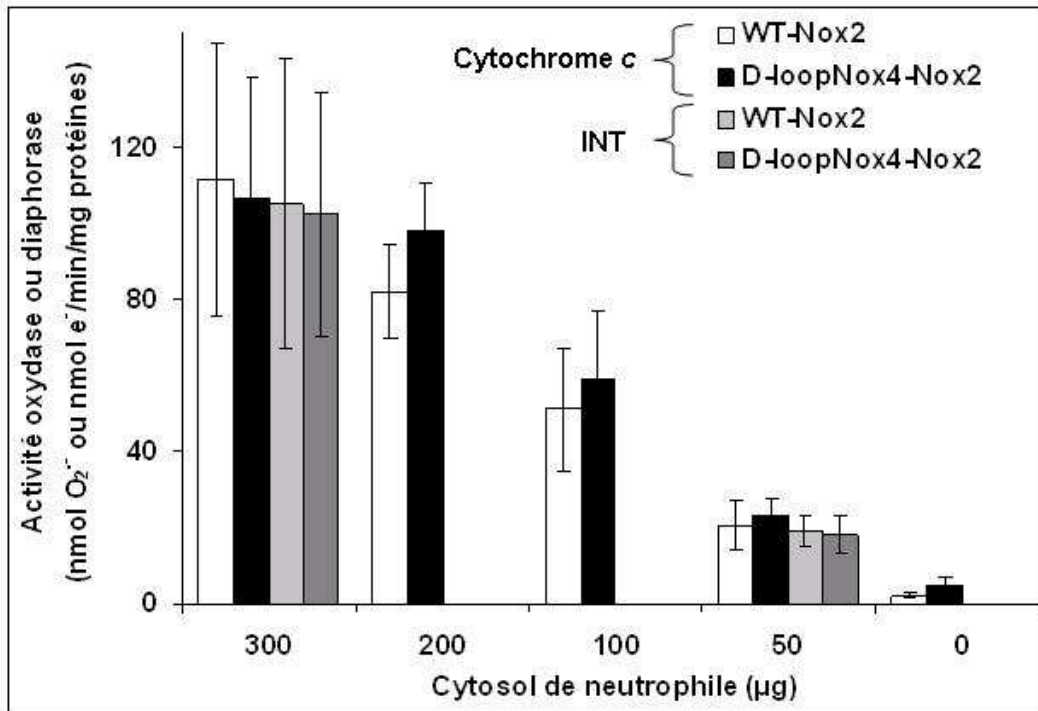 Cytochrome c
WT-Nox2
D-loopNox4-Nox2
INT
WT-Nox2
D-loopNox4-Nox2
Activité oxydase ou diaphorase
(nmol O₂·⁻ ou nmol e⁻/min/mg protéines)
120
80
40
0
300 200 100 50 0
Cytosol de neutrophile (µg)